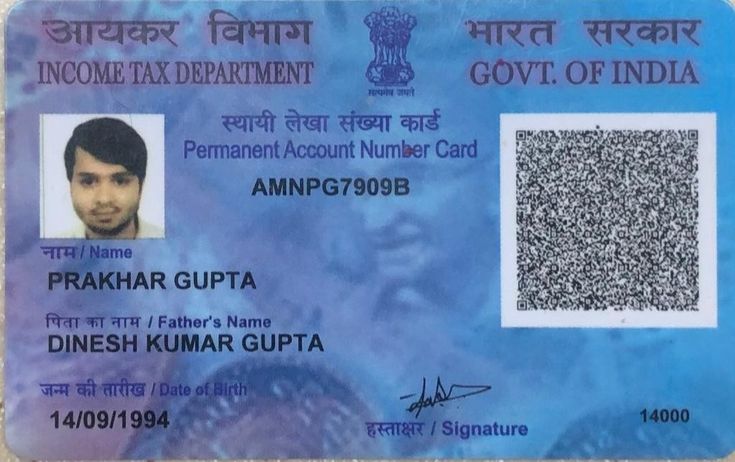 आयकर विभाग
INCOME TAX DEPARTMENT
सत्यमेव जयते
भारत सरकार
GOVT. OF INDIA
स्थायी लेखा संख्या कार्ड
Permanent Account Number Card
AMNPG7909B
नाम / Name
PRAKHAR GUPTA
पिता का नाम / Father's Name
DINESH KUMAR GUPTA
जन्म की तारीख / Date of Birth
14/09/1994
हस्ताक्षर / Signature
14000